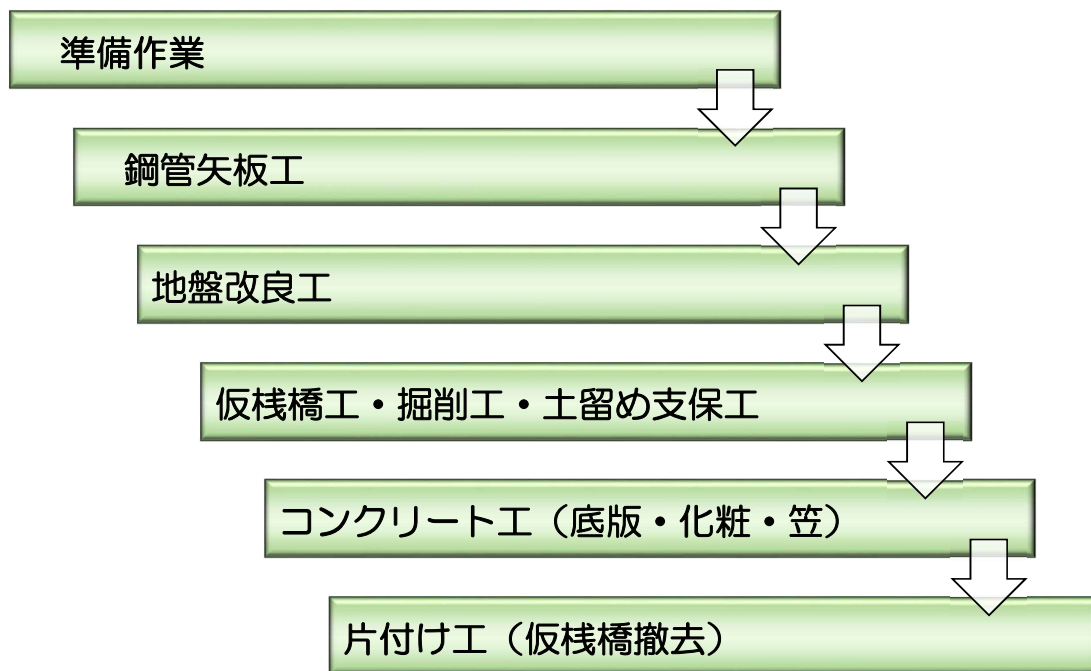 準備作業
鋼管矢板工
地盤改良工
仮桟橋工・掘削工・土留め支保工
コンクリート工（底版・化粧・笠）
片付け工（仮桟橋撤去）